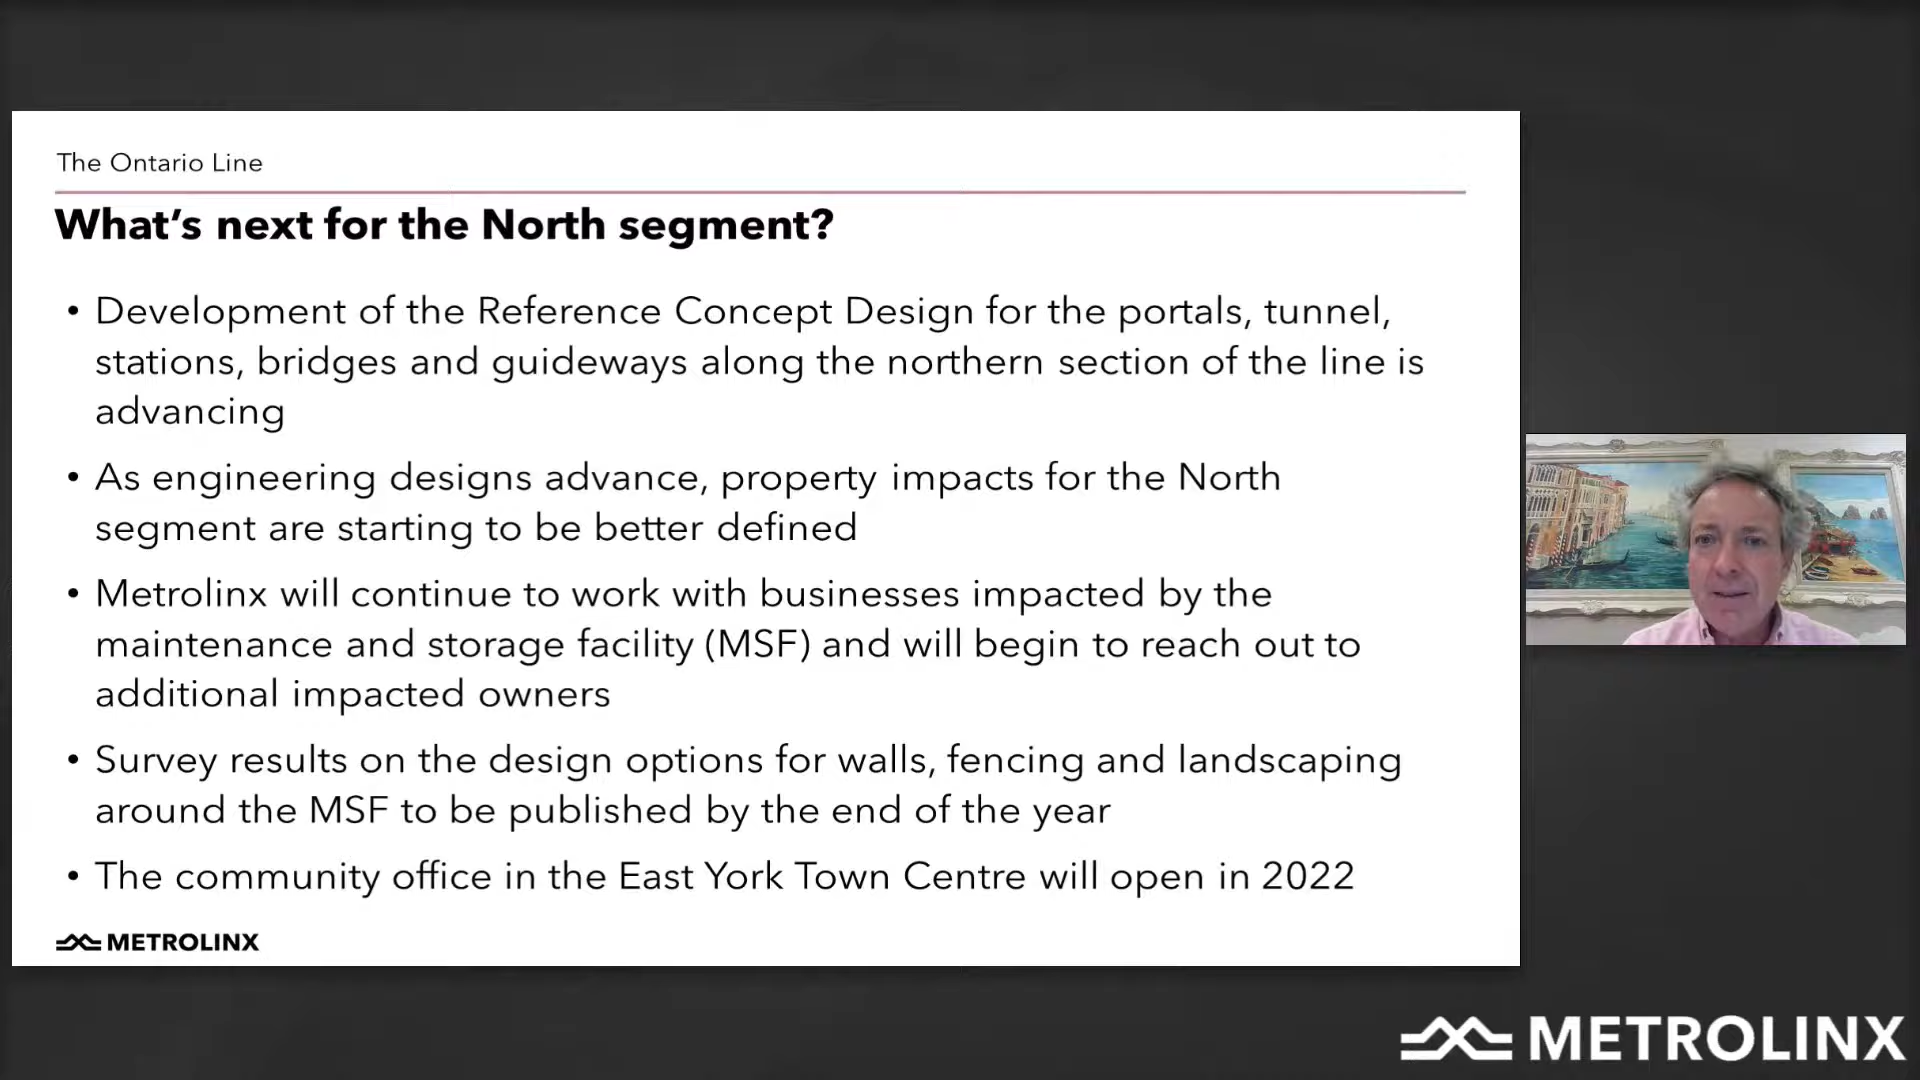 The Ontario Line
What's next for the North segment?
• Development of the Reference Concept Design for the portals, tunnel,
stations, bridges and guideways along the northern section of the line is
advancing
• As engineering designs advance, property impacts for the North
segment are starting to be better defined
• Metrolinx will continue to work with businesses impacted by the
maintenance and storage facility (MSF) and will begin to reach out to
additional impacted owners
• Survey results on the design options for walls, fencing and landscaping
around the MSF to be published by the end of the year
• The community office in the East York Town Centre will open in 2022
METROLINX
METROLINX